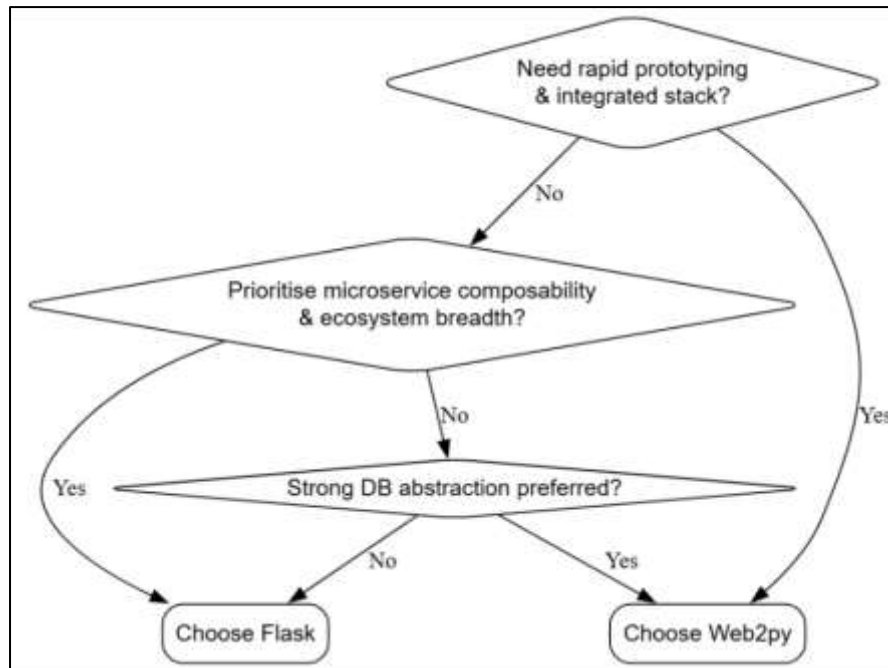 Need rapid prototyping
& integrated stack?
No
Prioritise microservice composability
& ecosystem breadth?
Yes
No
Yes
Strong DB abstraction preferred?
No
Yes
Choose Flask
Choose Web2py